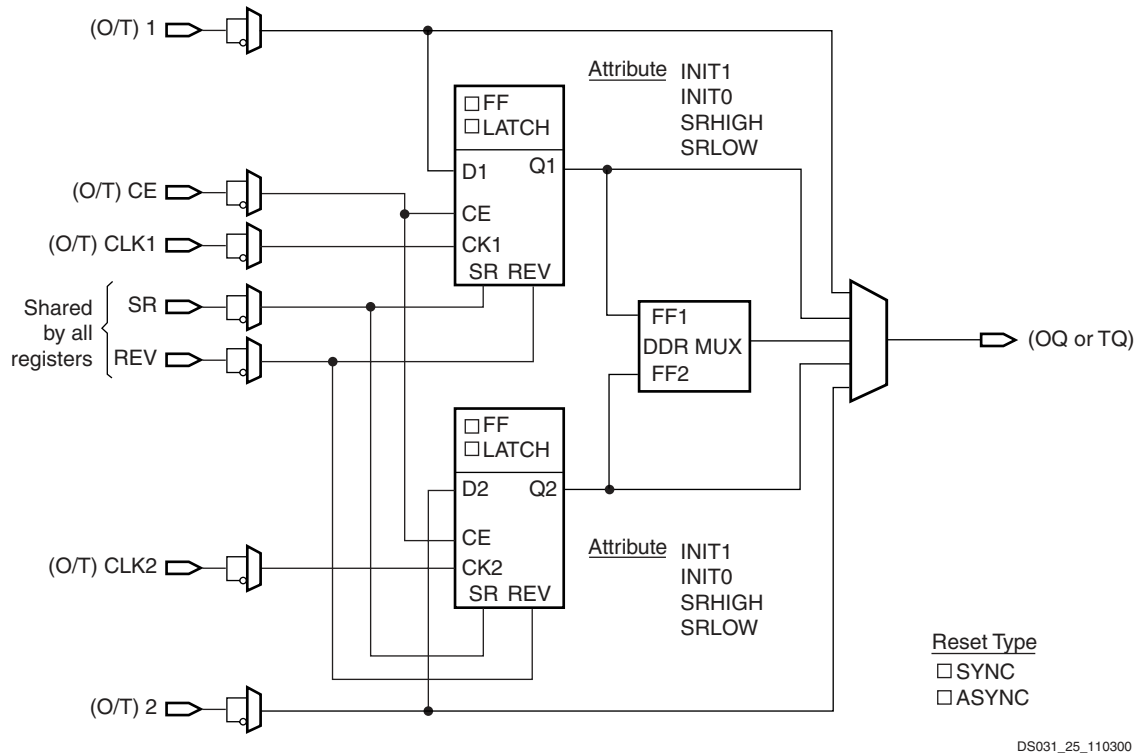 (O/T) 1
Attribute INIT1
INIT0
SRHIGH
SRLOW
FF
LATCH
D1 Q1
(O/T) CE
CE
(O/T) CLK1
CK1
SR REV
Shared
by all
registers
SR
REV
FF1
DDR MUX
FF2
(OQ or TQ)
FF
LATCH
D2 Q2
CE
(O/T) CLK2
CK2
SR REV
Attribute INIT1
INIT0
SRHIGH
SRLOW
Reset Type
SYNC
ASYNC
(O/T) 2
DS031_25_110300